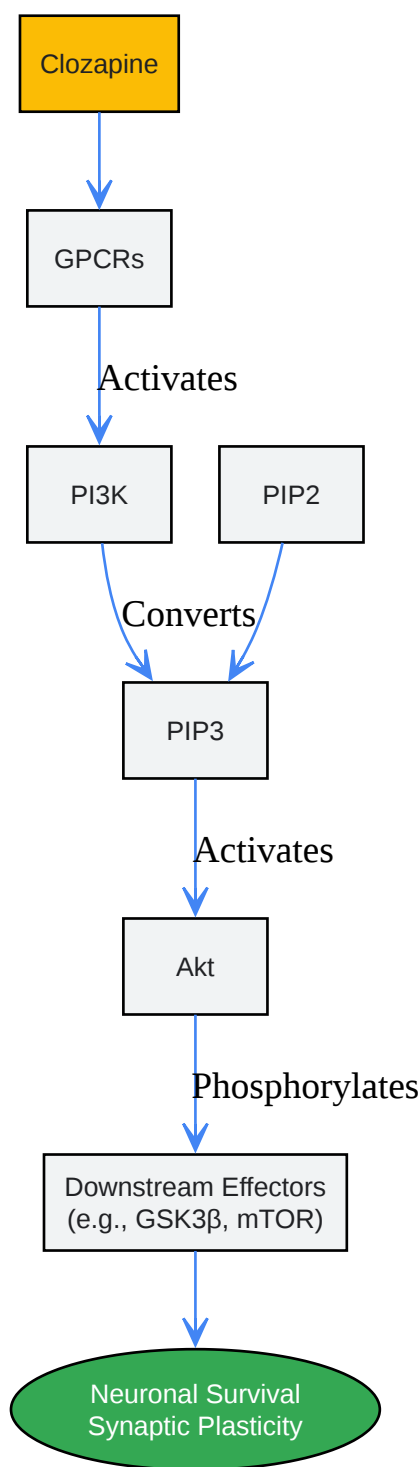 Clozapine
GPCRs
Activates
PI3K
PIP2
Converts
PIP3
Activates
Akt
Phosphorylates
Downstream Effectors
(e.g., GSK3β, mTOR)
Neuronal Survival
Synaptic Plasticity